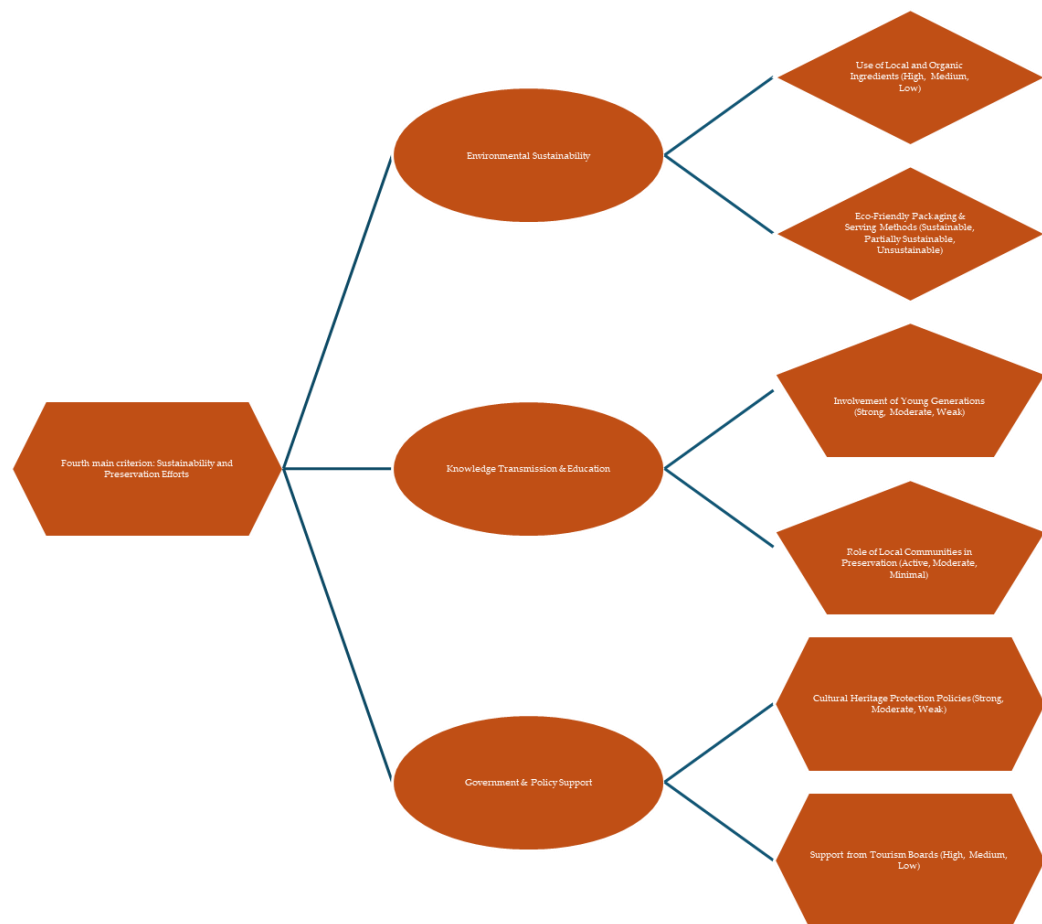 Use of Local and Organic
Ingredients (High, Medium,
Low)
Environmental Sustainability
Eco-Friendly Packaging &
Serving Methods (Sustainable,
Partially Sustainable,
Unsustainable)
Involvement of Young Generations
(Strong, Moderate, Weak)
Fourth main criterion: Sustainability and
Preservation Efforts
Knowledge Transmission & Education
Role of Local Communities in
Preservation (Active, Moderate,
Minimal)
Cultural Heritage Protection Policies (Strong,
Moderate, Weak)
Government & Policy Support
Support from Tourism Boards (High, Medium,
Low)